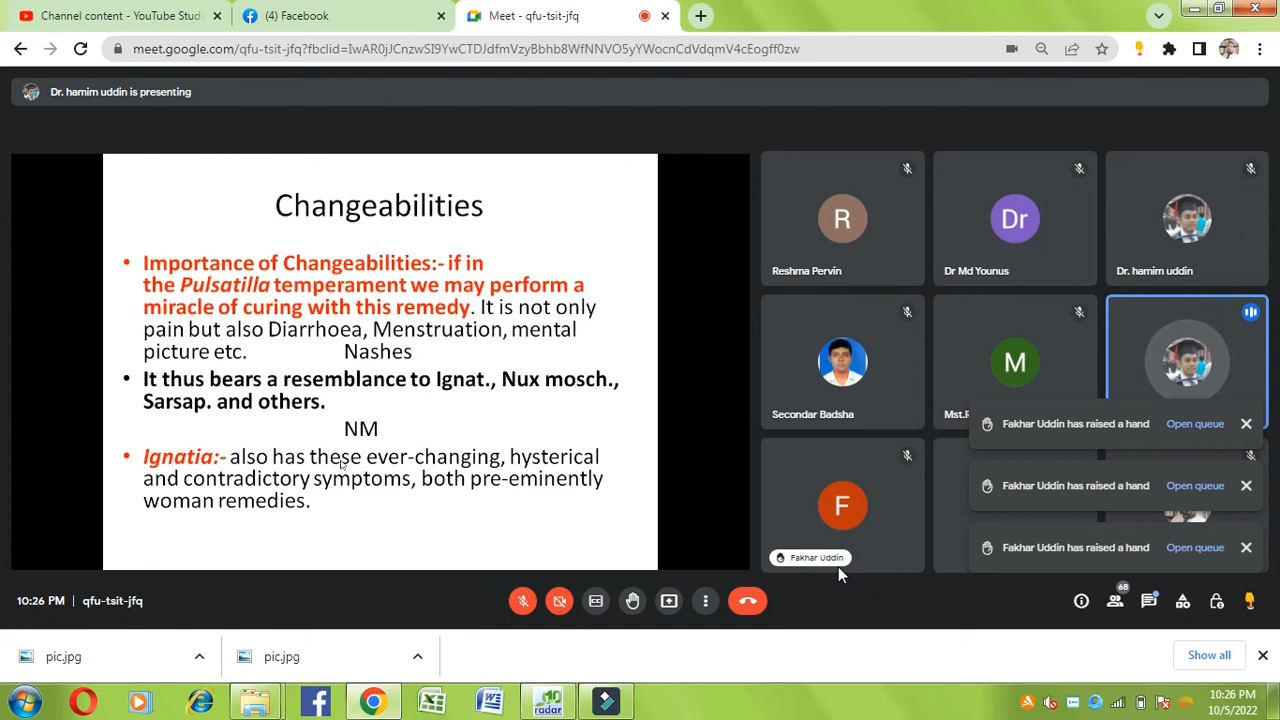 Channel content - YouTube Studi
(4) Facebook
Meet - qfu-tsit-jfq
meet.google.com/qfu-tsit-jfq?fbclid=IwAR0jJCnzwSI9YwCTDJdfmVzyBbhb8WfNNVO5yYWocnCdVdqmV4cEogff0zw
Dr. hamim uddin is presenting
Changeabilities
• Importance of Changeabilities:- if in
the Pulsatilla temperament we may perform a
miracle of curing with this remedy. It is not only
pain but also Diarrhoea, Menstruation, mental
picture etc. Nashes
• It thus bears a resemblance to Ignat., Nux mosch.,
Sarsap. and others.
NM
• Ignatia:- also has these ever-changing, hysterical
and contradictory symptoms, both pre-eminently
woman remedies.
R
Reshma Pervin
Dr
Dr Md Younus
Dr. hamim uddin
Secondar Badsha
M
Mst.R
F
Fakhar Uddin
Fakhar Uddin has raised a hand Open queue
Fakhar Uddin has raised a hand Open queue
Fakhar Uddin has raised a hand Open queue
10:26 PM | qfu-tsit-jfq
68
pic.jpg
pic.jpg
Show all
10
radar
10:26 PM
10/5/2022